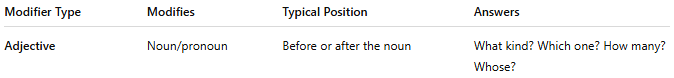 Modifier Type Modifies Typical Position Answers
Adjective Noun/pronoun Before or after the noun What kind? Which one? How many?
Whose?